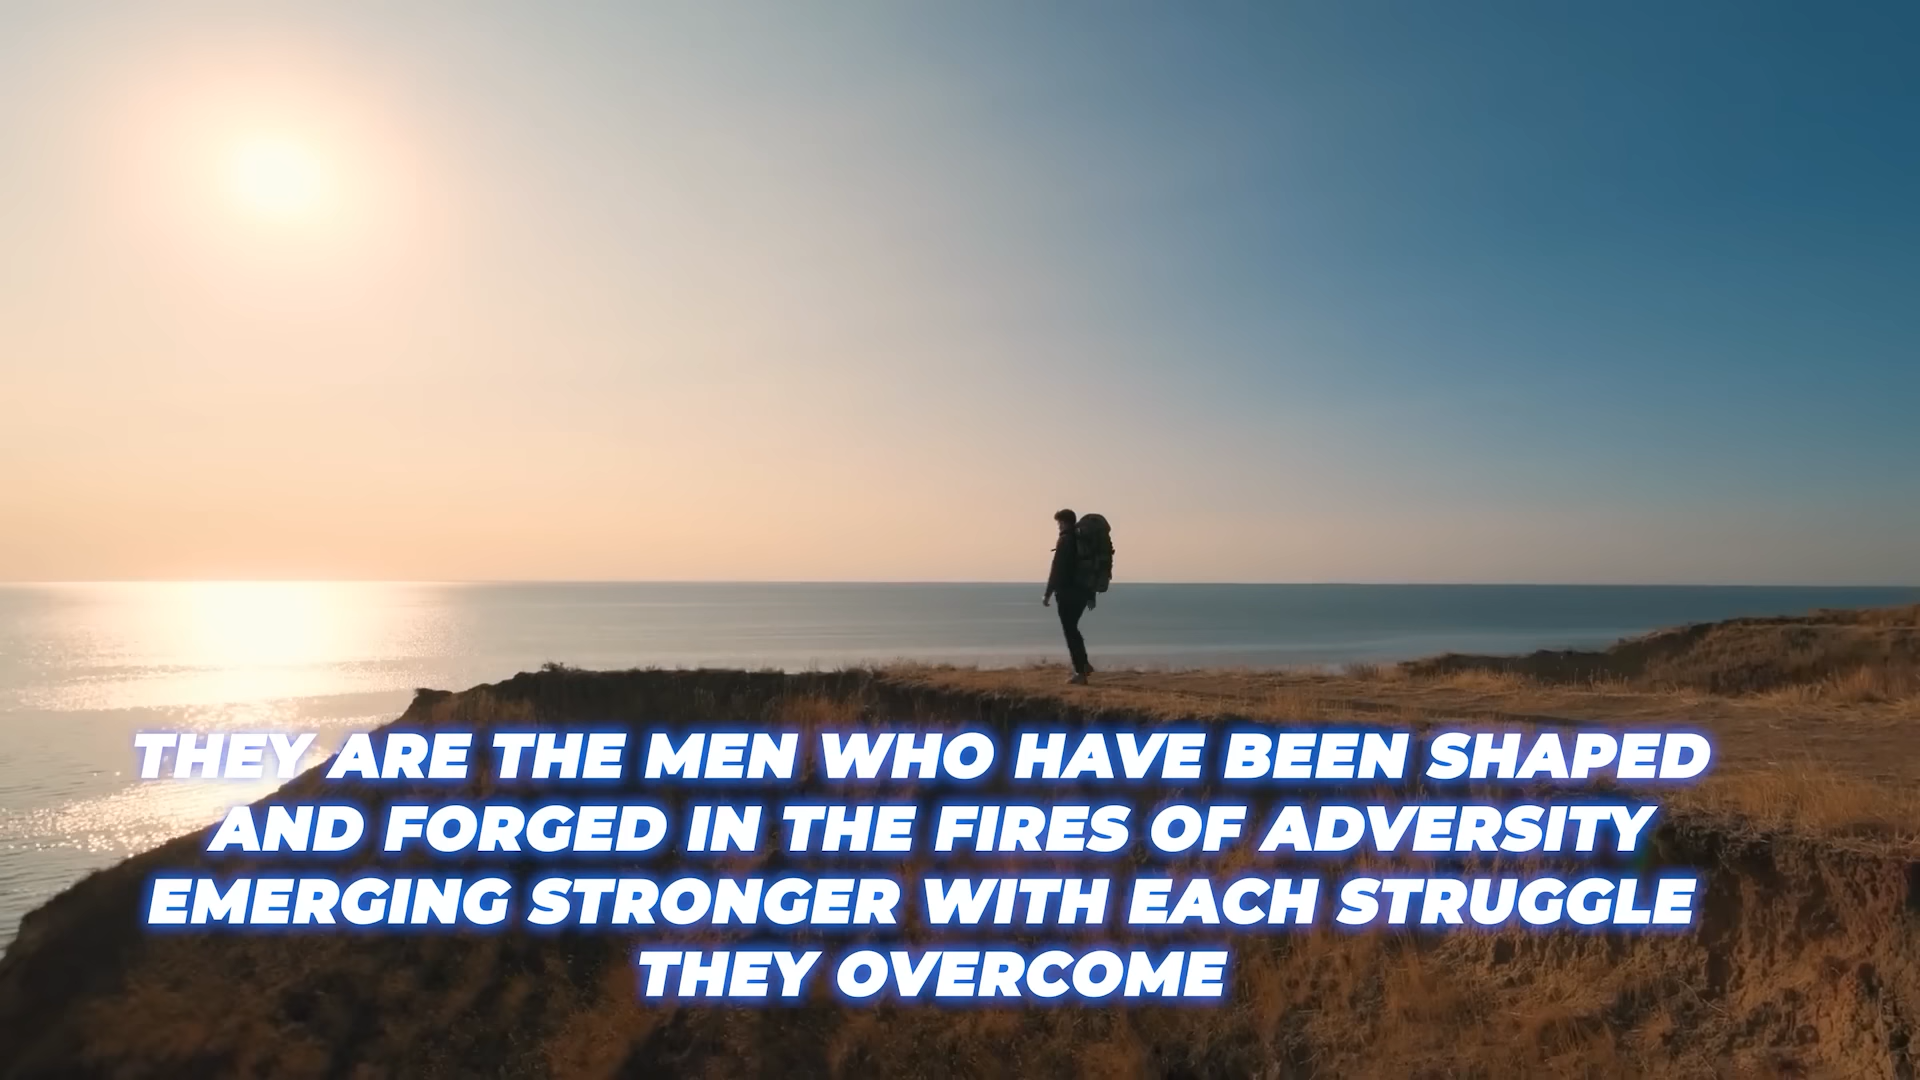 THEY ARE THE MEN WHO HAVE BEEN SHAPED
AND FORGED IN THE FIRES OF ADVERSITY
EMERGING STRONGER WITH EACH STRUGGLE
THEY OVERCOME